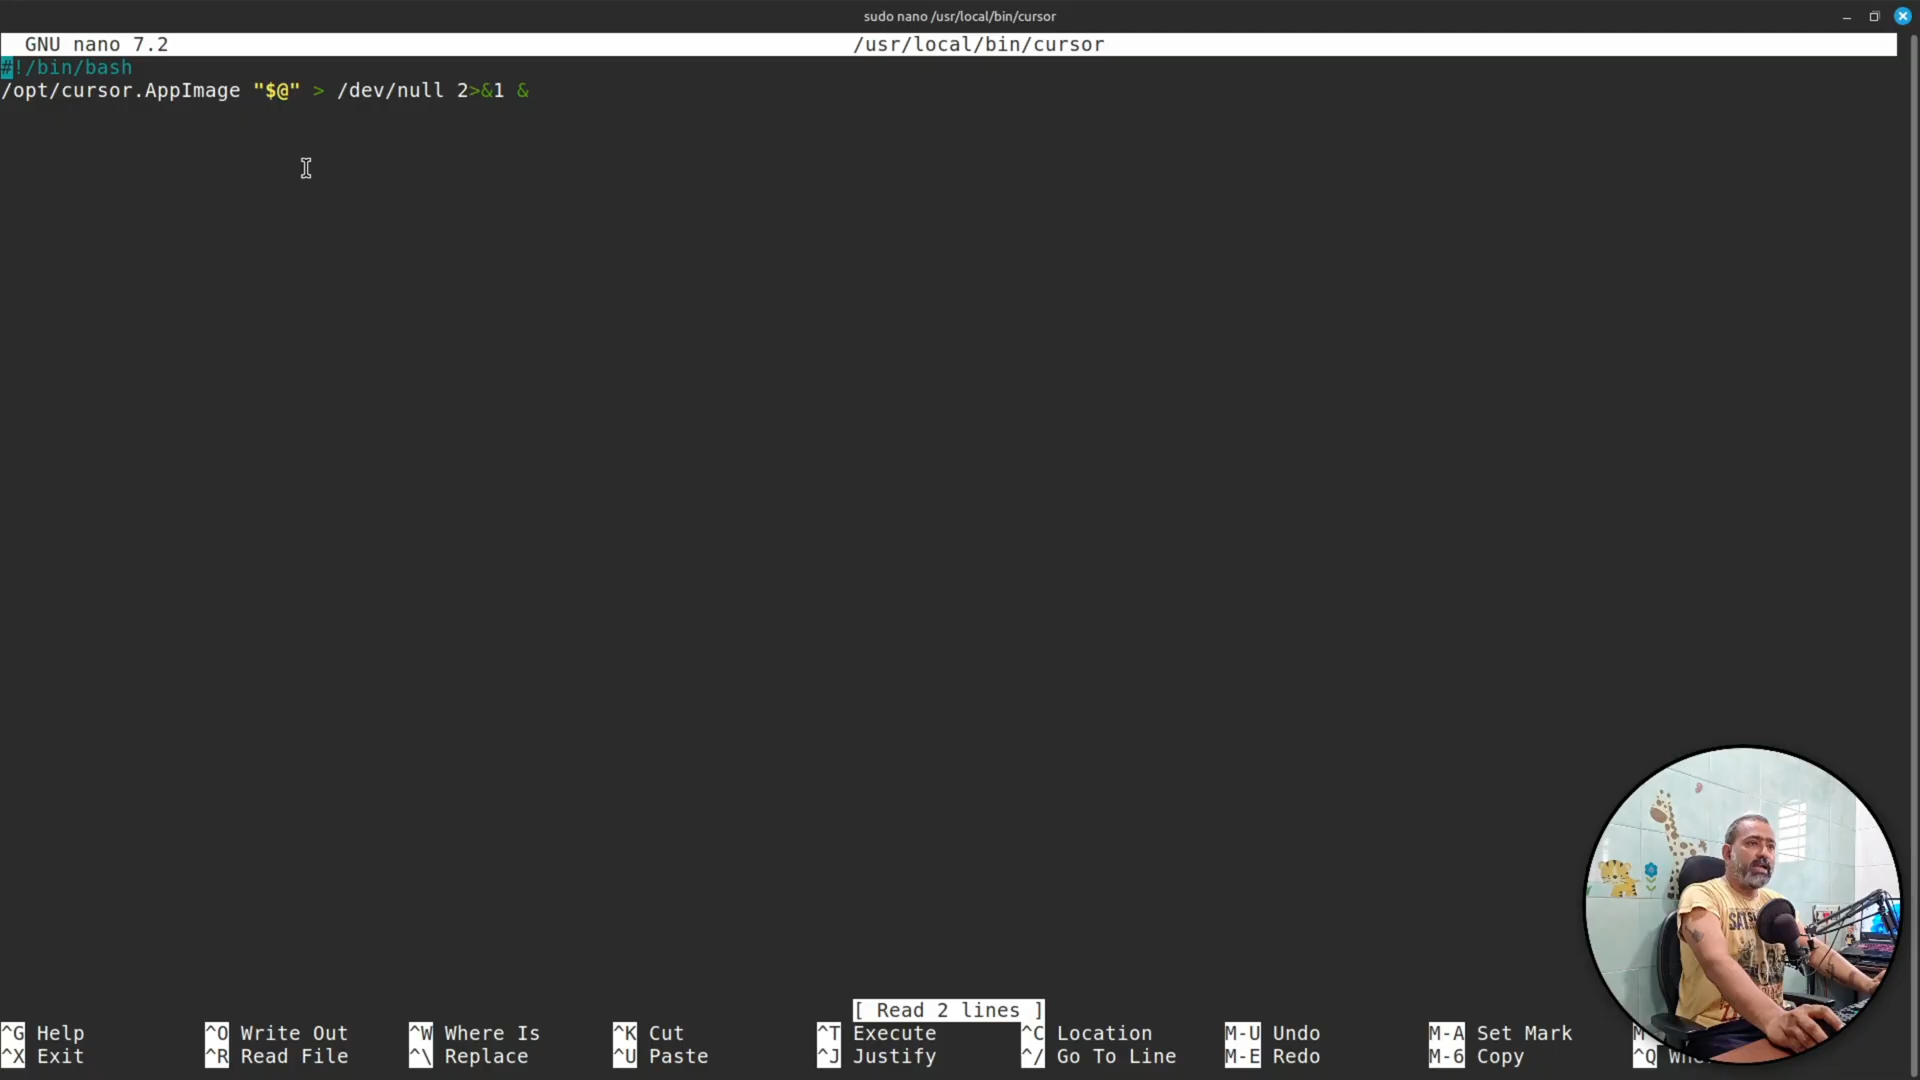 sudo nano /usr/local/bin/cursor
GNU nano 7.2 /usr/local/bin/cursor
#!/bin/bash
/opt/cursor.AppImage "$@" > /dev/null 2>&1 &
[ Read 2 lines ]
^G Help ^O Write Out ^W Where Is ^K Cut ^T Execute ^C Location M-U Undo M-A Set Mark
^X Exit ^R Read File ^\ Replace ^U Paste ^J Justify ^/ Go To Line M-E Redo M-6 Copy ^Q